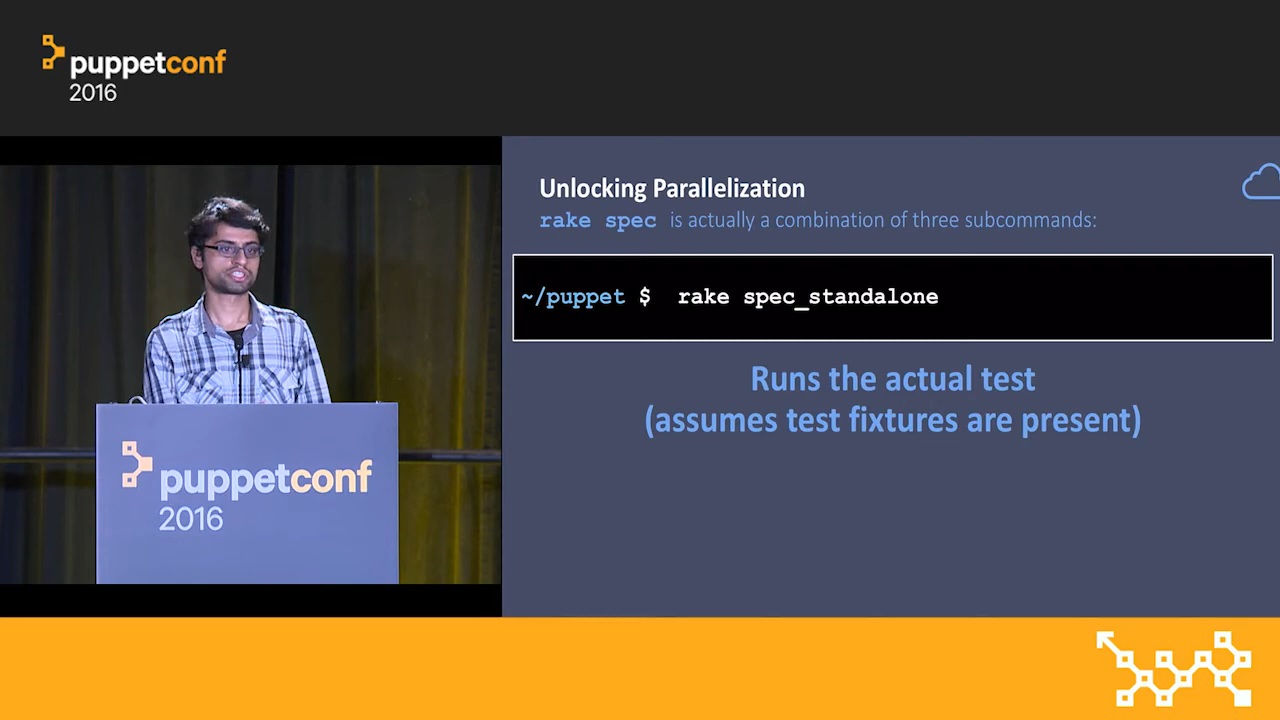 puppetconf
2016
Unlocking Parallelization
rake spec is actually a combination of three subcommands:
~/puppet $ rake spec_standalone
Runs the actual test
(assumes test fixtures are present)
puppetconf
2016